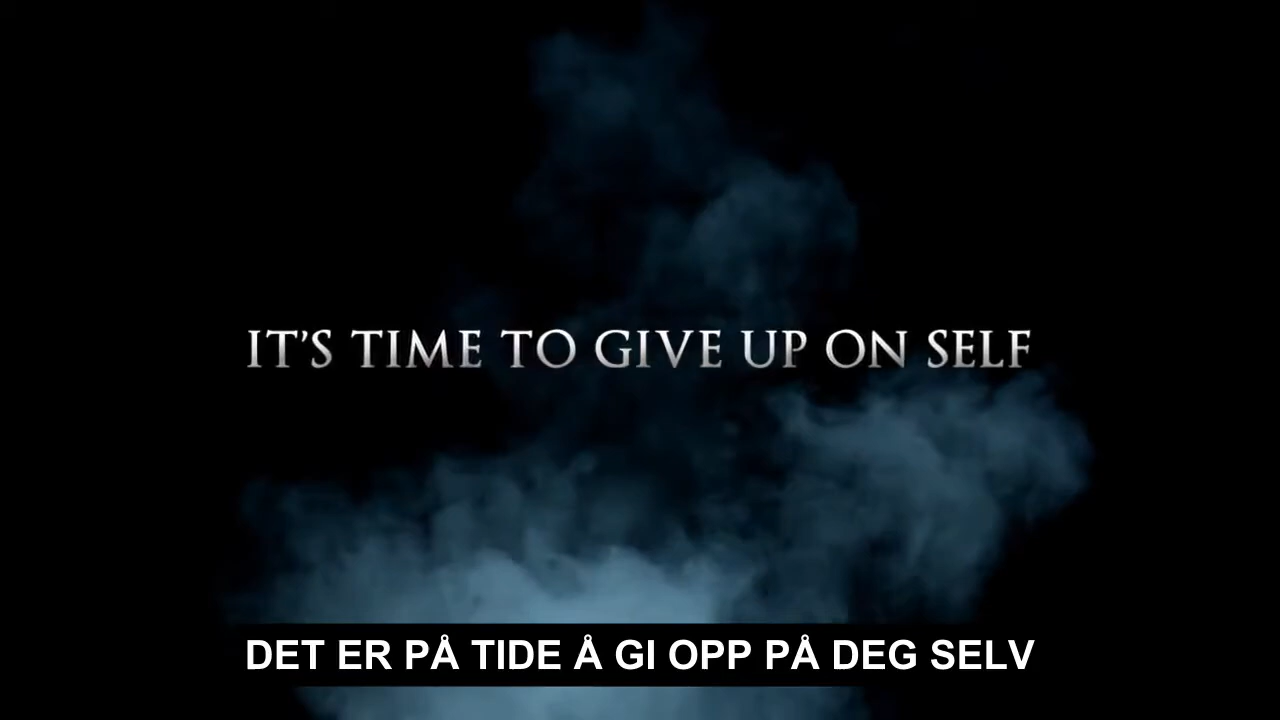 IT'S TIME TO GIVE UP ON SELF
DET ER PÅ TIDE Å GI OPP PÅ DEG SELV